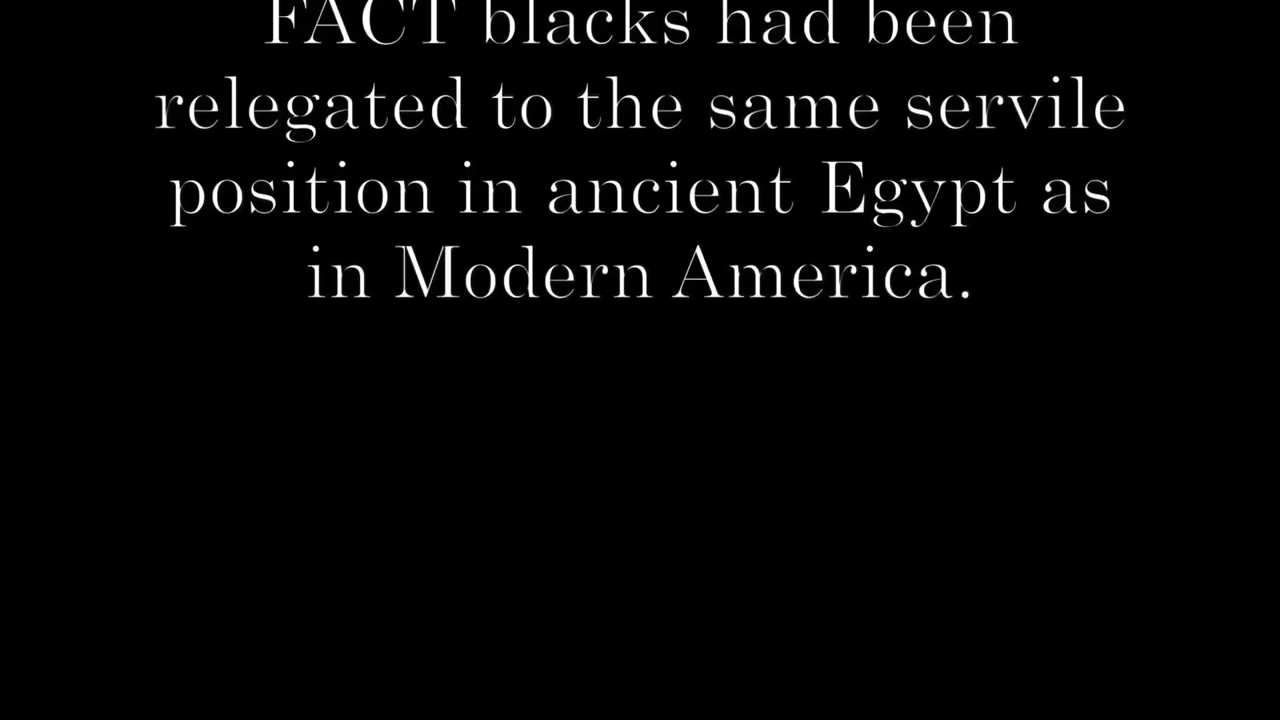 FACT blacks had been
relegated to the same servile
position in ancient Egypt as
in Modern America.